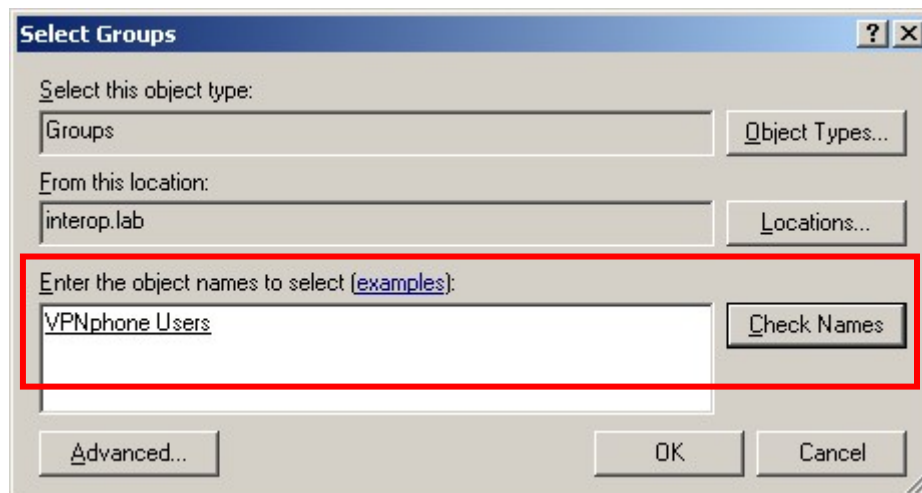 Select Groups
? X
Select this object type:
Groups
Object Types...
From this location:
interop.lab
Locations...
Enter the object names to select (examples):
VPNphone Users
Check Names
Advanced...
OK
Cancel